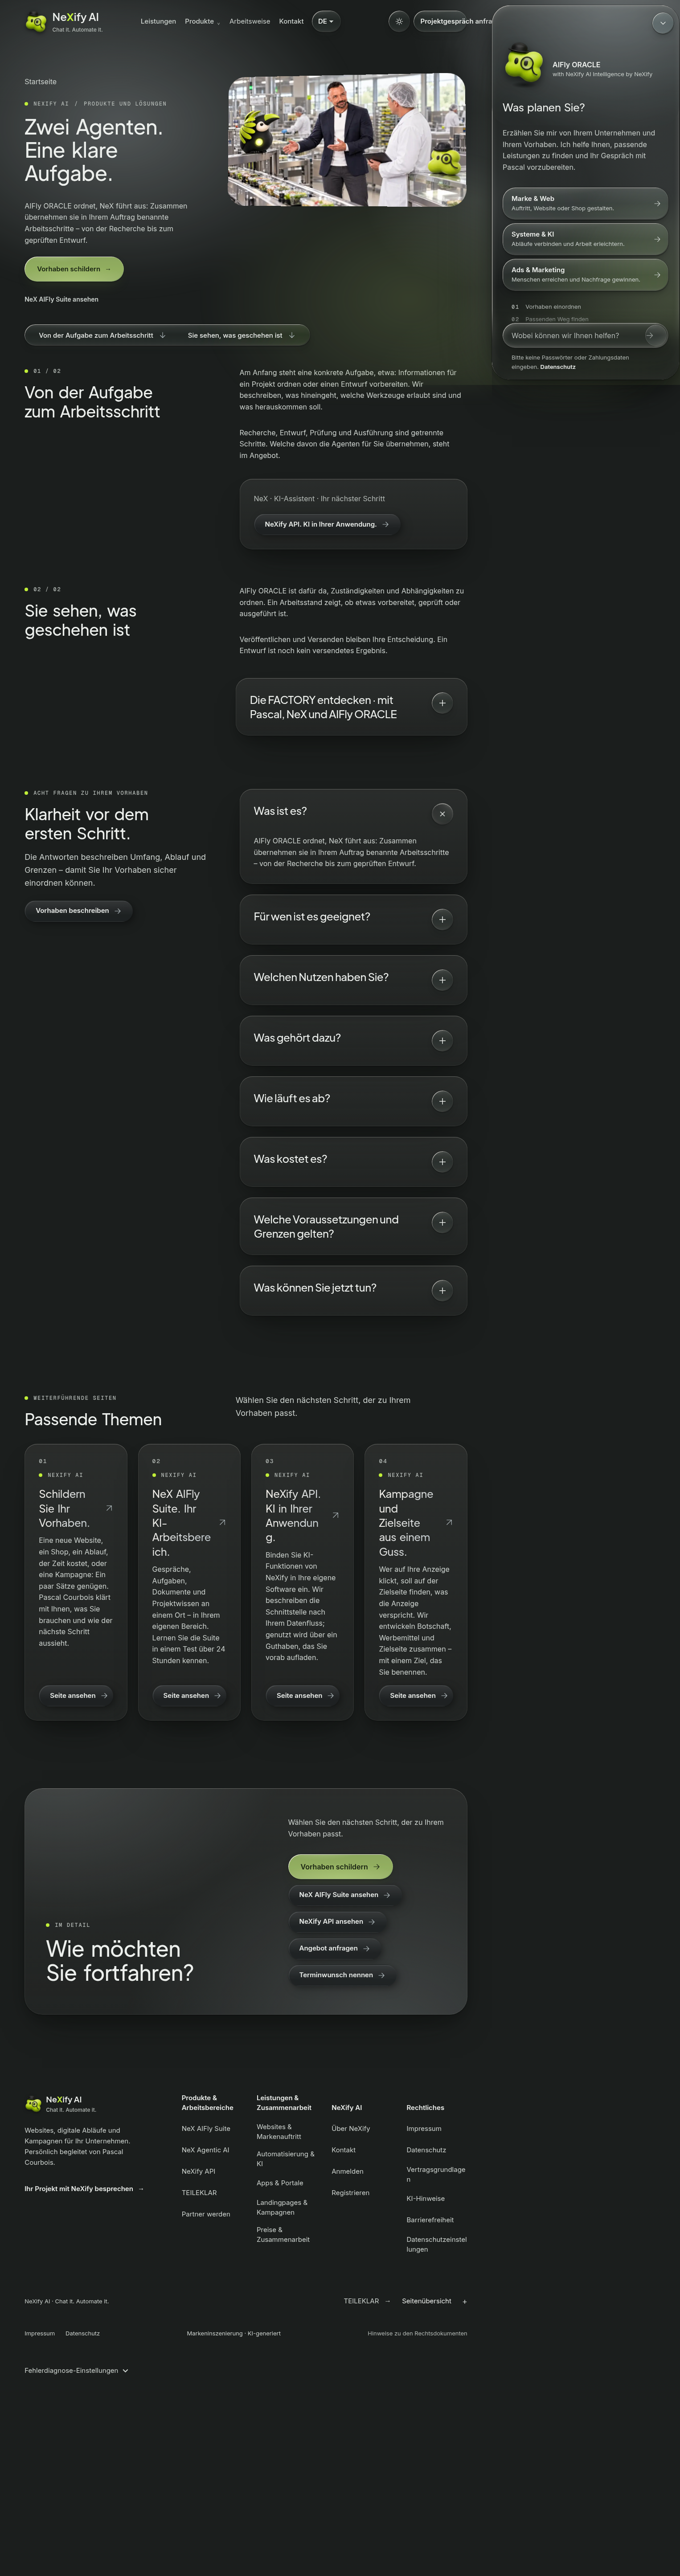 NeXify AI
Chat it. Automate it.
Leistungen
Produkte
Arbeitsweise
Kontakt
DE
Projektgespräch anfra
Startseite
NEXIFY AI / PRODUKTE UND LÖSUNGEN
Zwei Agenten.
Eine klare
Aufgabe.
AIFly ORACLE ordnet, NeX führt aus: Zusammen
übernehmen sie in Ihrem Auftrag benannte
Arbeitsschritte – von der Recherche bis zum
geprüften Entwurf.
Vorhaben schildern →
NeX AIFly Suite ansehen
Von der Aufgabe zum Arbeitsschritt ↓
Sie sehen, was geschehen ist ↓
AIFly ORACLE
with NeXify AI Intelligence by NeXify
Was planen Sie?
Erzählen Sie mir von Ihrem Unternehmen und
Ihrem Vorhaben. Ich helfe Ihnen, passende
Leistungen zu finden und Ihr Gespräch mit
Pascal vorzubereiten.
Marke & Web
Auftritt, Website oder Shop gestalten.
→
Systeme & KI
Abläufe verbinden und Arbeit erleichtern.
→
Ads & Marketing
Menschen erreichen und Nachfrage gewinnen.
→
01 Vorhaben einordnen
02 Passenden Weg finden
Wobei können wir Ihnen helfen? →
Bitte keine Passwörter oder Zahlungsdaten
eingeben. Datenschutz
01 / 02
Von der Aufgabe
zum Arbeitsschritt
Am Anfang steht eine konkrete Aufgabe, etwa: Informationen für
ein Projekt ordnen oder einen Entwurf vorbereiten. Wir
beschreiben, was hineingeht, welche Werkzeuge erlaubt sind und
was herauskommen soll.
Recherche, Entwurf, Prüfung und Ausführung sind getrennte
Schritte. Welche davon die Agenten für Sie übernehmen, steht
im Angebot.
NeX · KI-Assistent · Ihr nächster Schritt
NeXify API. KI in Ihrer Anwendung. →
02 / 02
Sie sehen, was
geschehen ist
AIFly ORACLE ist dafür da, Zuständigkeiten und Abhängigkeiten zu
ordnen. Ein Arbeitsstand zeigt, ob etwas vorbereitet, geprüft oder
ausgeführt ist.
Veröffentlichen und Versenden bleiben Ihre Entscheidung. Ein
Entwurf ist noch kein versendetes Ergebnis.
Die FACTORY entdecken · mit
Pascal, NeX und AIFly ORACLE
+
ACHT FRAGEN ZU IHREM VORHABEN
Klarheit vor dem
ersten Schritt.
Die Antworten beschreiben Umfang, Ablauf und
Grenzen – damit Sie Ihr Vorhaben sicher
einordnen können.
Vorhaben beschreiben →
Was ist es?
×
AIFly ORACLE ordnet, NeX führt aus: Zusammen
übernehmen sie in Ihrem Auftrag benannte Arbeitsschritte
– von der Recherche bis zum geprüften Entwurf.
Für wen ist es geeignet? +
Welchen Nutzen haben Sie? +
Was gehört dazu? +
Wie läuft es ab? +
Was kostet es? +
Welche Voraussetzungen und
Grenzen gelten?
+
Was können Sie jetzt tun? +
WEITERFÜHRENDE SEITEN
Passende Themen
Wählen Sie den nächsten Schritt, der zu Ihrem
Vorhaben passt.
01
NEXIFY AI
Schildern
Sie Ihr
Vorhaben.
Eine neue Website,
ein Shop, ein Ablauf,
der Zeit kostet, oder
eine Kampagne: Ein
paar Sätze genügen.
Pascal Courbois klärt
mit Ihnen, was Sie
brauchen und wie der
nächste Schritt
aussieht.
Seite ansehen →
02
NEXIFY AI
NeX AIFly
Suite. Ihr
KI-
Arbeitsbere
ich.
Gespräche,
Aufgaben,
Dokumente und
Projektwissen an
einem Ort – in Ihrem
eigenen Bereich.
Lernen Sie die Suite
in einem Test über 24
Stunden kennen.
Seite ansehen →
03
NEXIFY AI
NeXify API.
KI in Ihrer
Anwendun
g.
Binden Sie KI-
Funktionen von
NeXify in Ihre eigene
Software ein. Wir
beschreiben die
Schnittstelle nach
Ihrem Datenfluss;
genutzt wird über ein
Guthaben, das Sie
vorab aufladen.
Seite ansehen →
04
NEXIFY AI
Kampagne
und
Zielseite
aus einem
Guss.
Wer auf Ihre Anzeige
klickt, soll auf der
Zielseite finden, was
die Anzeige
verspricht. Wir
entwickeln Botschaft,
Werbemittel und
Zielseite zusammen –
mit einem Ziel, das
Sie benennen.
Seite ansehen →
IM DETAIL
Wie möchten
Sie fortfahren?
Wählen Sie den nächsten Schritt, der zu Ihrem
Vorhaben passt.
Vorhaben schildern →
NeX AIFly Suite ansehen →
NeXify API ansehen →
Angebot anfragen →
Terminwunsch nennen →
NeXify AI
Chat it. Automate it.
Websites, digitale Abläufe und
Kampagnen für Ihr Unternehmen.
Persönlich begleitet von Pascal
Courbois.
Ihr Projekt mit NeXify besprechen →
Produkte &
Arbeitsbereiche
NeX AIFly Suite
NeX Agentic AI
NeXify API
TEILEKLAR
Partner werden
Leistungen &
Zusammenarbeit
Websites &
Markenauftritt
Automatisierung &
KI
Apps & Portale
Landingpages &
Kampagnen
Preise &
Zusammenarbeit
NeXify AI
Über NeXify
Kontakt
Anmelden
Registrieren
Rechtliches
Impressum
Datenschutz
Vertragsgrundlage
n
KI-Hinweise
Barrierefreiheit
Datenschutzeinstel
lungen
NeXify AI · Chat it. Automate it.
TEILEKLAR →
Seitenübersicht +
Impressum
Datenschutz
Markeninszenierung · KI-generiert
Hinweise zu den Rechtsdokumenten
Fehlerdiagnose-Einstellungen